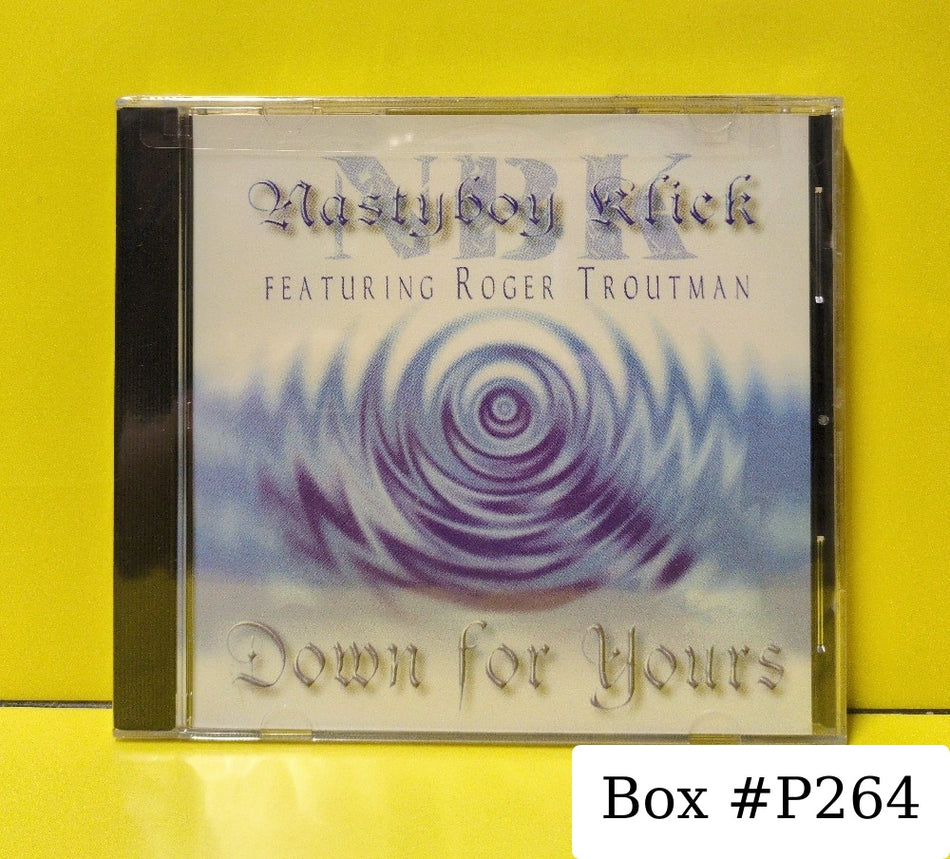 NBK
Nastyboy Klick
FEATURING ROGER TROUTMAN
Down for Yours
Box #P264